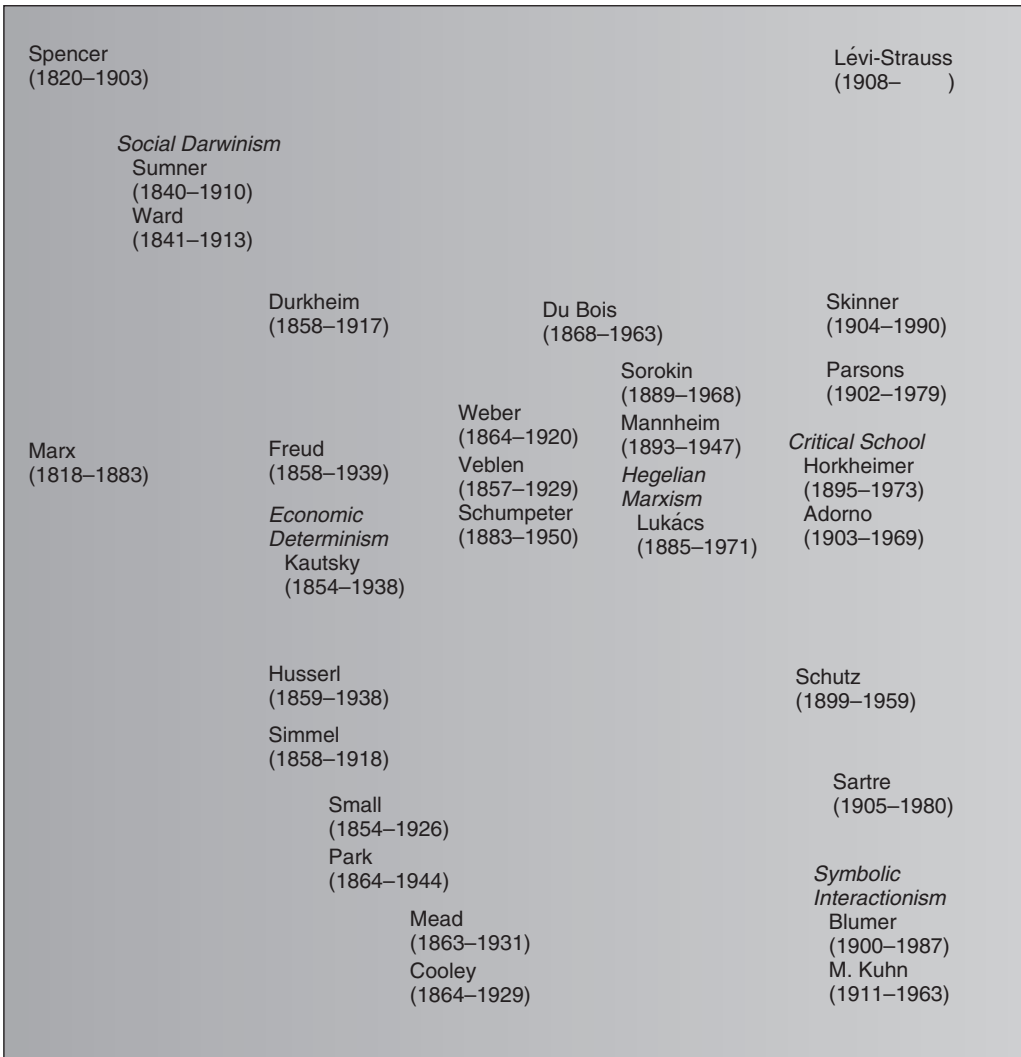 Spencer
(1820–1903)
Lévi-Strauss
(1908– )
Social Darwinism
Sumner
(1840–1910)
Ward
(1841–1913)
Durkheim
(1858–1917)
Du Bois
(1868–1963)
Skinner
(1904–1990)
Sorokin
(1889–1968)
Parsons
(1902–1979)
Marx
(1818–1883)
Freud
(1858–1939)
Economic
Determinism
Kautsky
(1854–1938)
Weber
(1864–1920)
Veblen
(1857–1929)
Schumpeter
(1883–1950)
Mannheim
(1893–1947)
Hegelian
Marxism
Lukács
(1885–1971)
Critical School
Horkheimer
(1895–1973)
Adorno
(1903–1969)
Husserl
(1859–1938)
Schutz
(1899–1959)
Simmel
(1858–1918)
Sartre
(1905–1980)
Small
(1854–1926)
Park
(1864–1944)
Mead
(1863–1931)
Cooley
(1864–1929)
Symbolic
Interactionism
Blumer
(1900–1987)
M. Kuhn
(1911–1963)